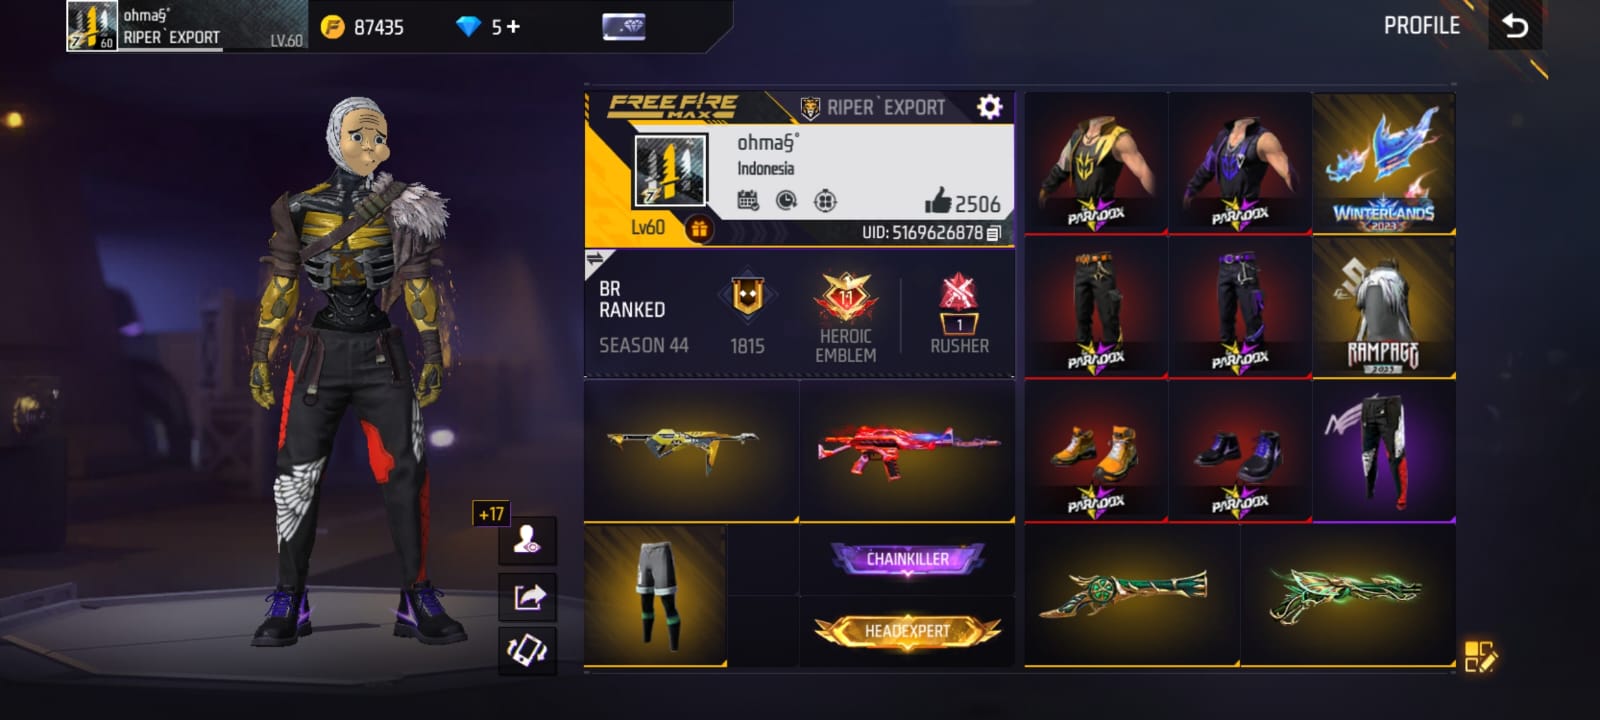 ohma§°
RIPER`EXPORT
LV.60
60
87435
5+
PROFILE
FREE FIRE
MAX
RIPER`EXPORT
ohma§°
Indonesia
2506
Lv60
UID: 5169626878
BR
RANKED
SEASON 44
1815
11
HEROIC
EMBLEM
1
RUSHER
CHAINKILLER
HEADEXPERT
+17
PARADOX
PARADOX
WINTERLANDS
2023
PARADOX
PARADOX
RAMPAGE
2023
PARADOX
PARADOX